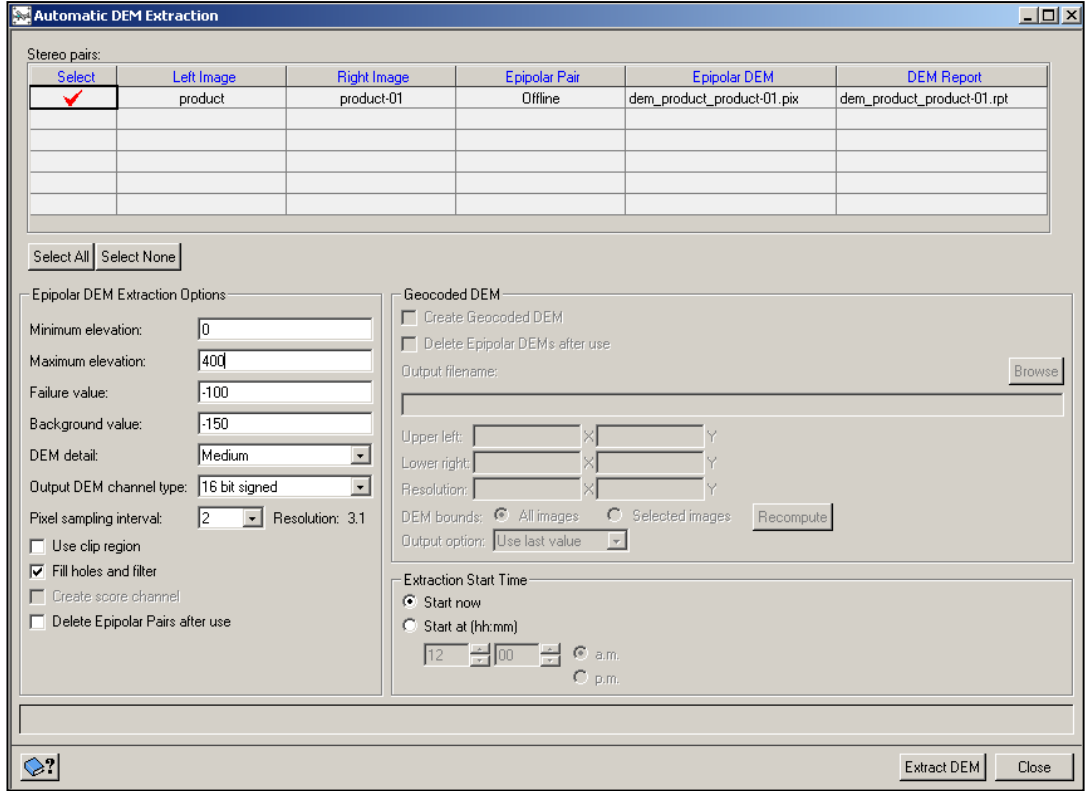 Automatic DEM Extraction
Stereo pairs:
Select Left Image Right Image Epipolar Pair Epipolar DEM DEM Report
product product-01 Offline dem_product_product-01.pix dem_product_product-01.rpt
Select All Select None
Epipolar DEM Extraction Options
Minimum elevation: 0
Maximum elevation: 400
Failure value: -100
Background value: -150
DEM detail: Medium
Output DEM channel type: 16 bit signed
Pixel sampling interval: 2 Resolution: 3.1
Use clip region
Fill holes and filter
Create score channel
Delete Epipolar Pairs after use
Geocoded DEM
Create Geocoded DEM
Delete Epipolar DEMs after use
Output filename: Browse
Upper left: X Y
Lower right: X Y
Resolution: X Y
DEM bounds: All images Selected images Recompute
Output option: Use last value
Extraction Start Time
Start now
Start at (hh:mm)
12 00 a.m.
p.m.
? Extract DEM Close